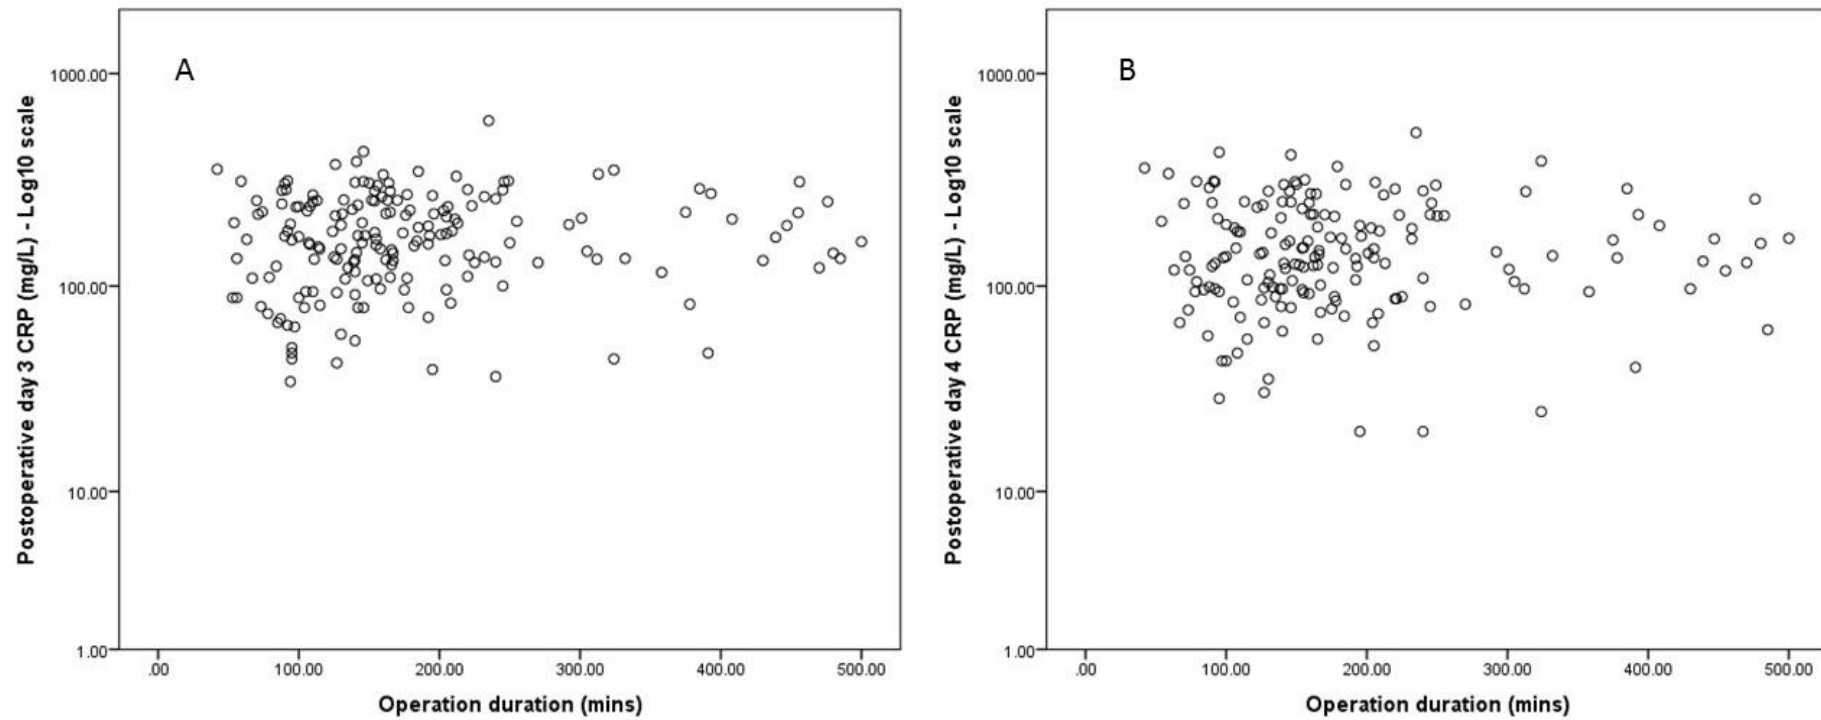 A
Postoperative day 3 CRP (mg/L) - Log10 scale
1000.00
100.00
10.00
1.00
.00 100.00 200.00 300.00 400.00 500.00
Operation duration (mins)
B
Postoperative day 4 CRP (mg/L) - Log10 scale
1000.00
100.00
10.00
1.00
.00 100.00 200.00 300.00 400.00 500.00
Operation duration (mins)